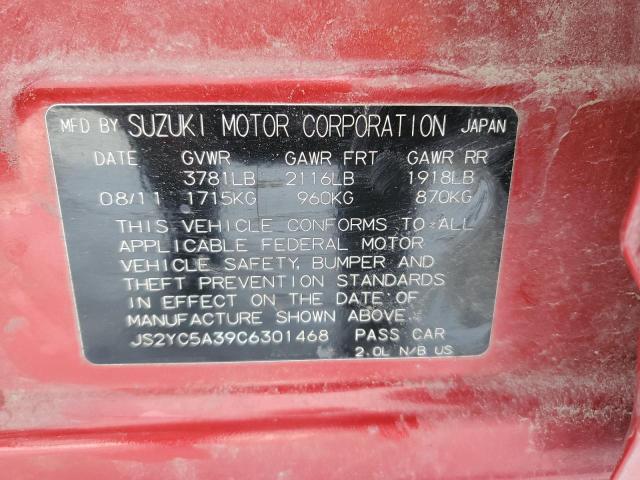 MFD BY SUZUKI MOTOR CORPORATION JAPAN
DATE GVWR GAWR FRT GAWR RR
3781LB 2116LB 1918LB
08/11 1715KG 960KG 870KG
THIS VEHICLE CONFORMS TO ALL
APPLICABLE FEDERAL MOTOR
VEHICLE SAFETY, BUMPER AND
THEFT PREVENTION STANDARDS
IN EFFECT ON THE DATE OF
MANUFACTURE SHOWN ABOVE.
JS2YC5A39C6301468 PASS CAR
2.0L N/B US